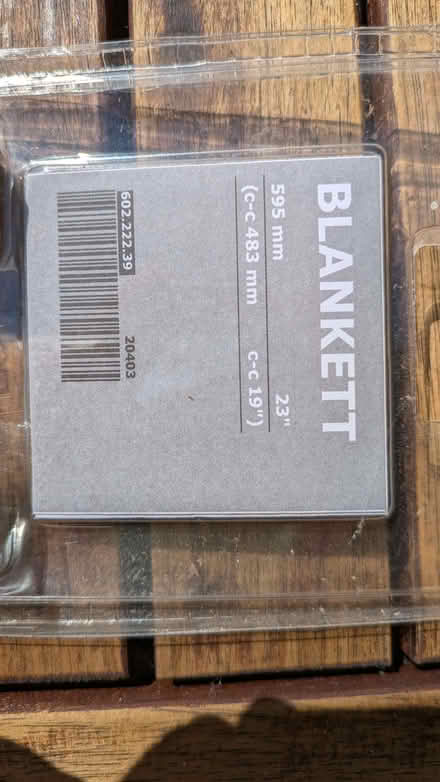 BLANKETT
595 mm 23"
(c-c 483 mm c-c 19")
602.222.39 20403